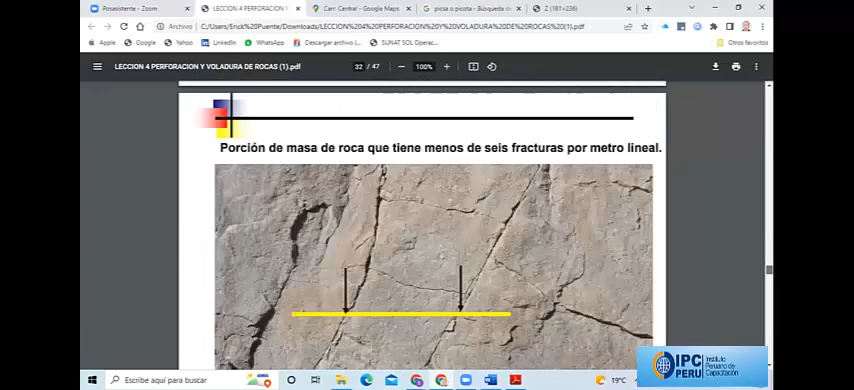 Posasistente - Zoom
LECCION 4 PERFORACION Y
Carr. Central - Google Maps
picsa o picota - Búsqueda de
Z (181×236)
Archivo
C:/Users/Erick%20Puente/Downloads/LECCION%204%20PERFORACION%20Y%20VOLADURA%20DE%20ROCAS%20(1).pdf
Apple
Google
Yahoo
LinkedIn
WhatsApp
Descargar archivo (...
SUNAT SOL Operac...
Otros favoritos
LECCION 4 PERFORACION Y VOLADURA DE ROCAS (1).pdf
32 / 47
100%
Porción de masa de roca que tiene menos de seis fracturas por metro lineal.
Escribe aquí para buscar
19°C
IPC PERU
Instituto
Peruano de
Capacitación